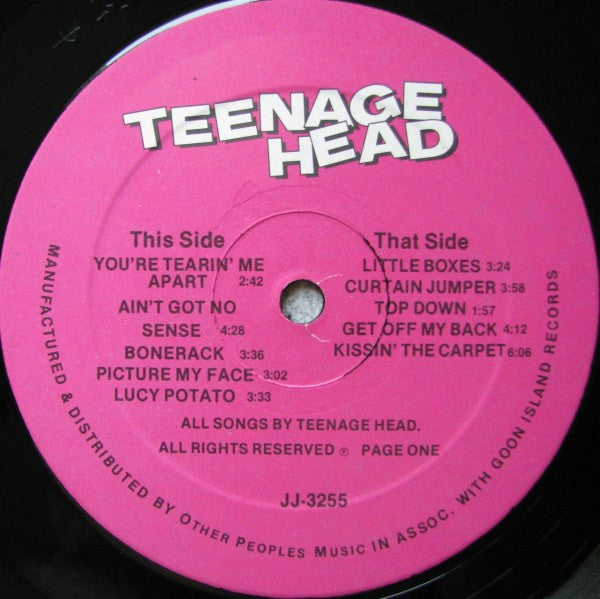 TEENAGE
HEAD
This Side
YOU'RE TEARIN' ME
APART 2:42
AIN'T GOT NO
SENSE 4:28
BONERACK 3:36
PICTURE MY FACE 3:02
LUCY POTATO 3:33
That Side
LITTLE BOXES 3:24
CURTAIN JUMPER 3:58
TOP DOWN 1:57
GET OFF MY BACK 4:12
KISSIN' THE CARPET 6:06
ALL SONGS BY TEENAGE HEAD.
ALL RIGHTS RESERVED ℗ PAGE ONE
JJ-3255
MANUFACTURED & DISTRIBUTED BY OTHER PEOPLES MUSIC IN ASSOC. WITH GOON ISLAND RECORDS